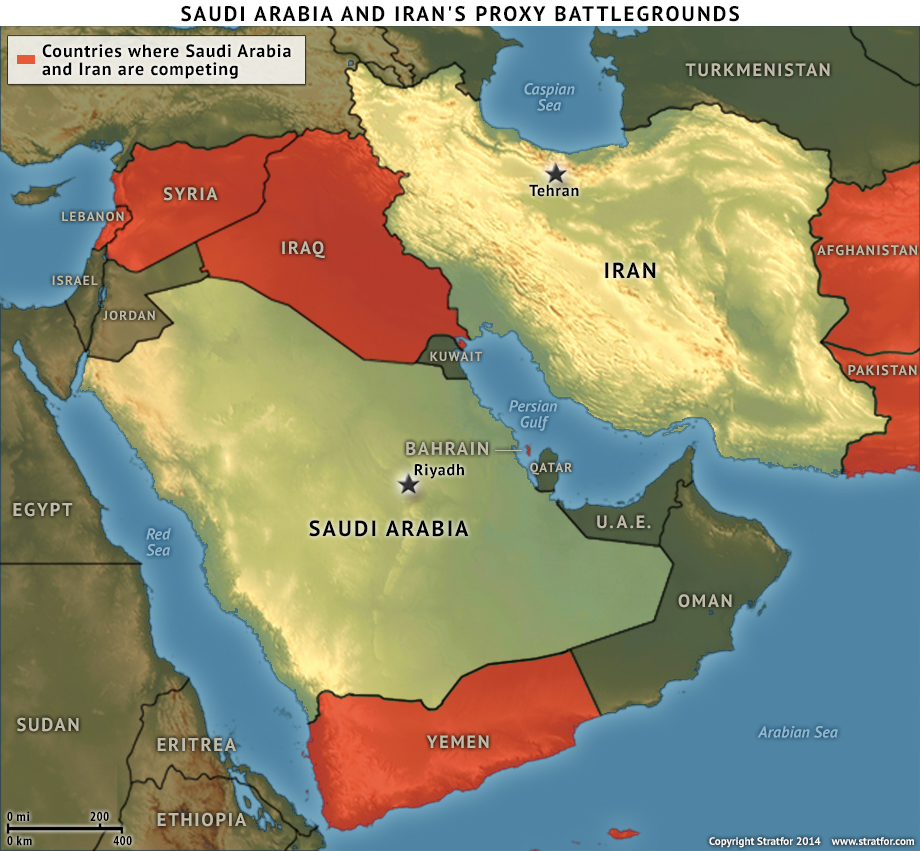 SAUDI ARABIA AND IRAN'S PROXY BATTLEGROUNDS
Countries where Saudi Arabia
and Iran are competing
TURKMENISTAN
Caspian
Sea
Tehran
SYRIA
LEBANON
IRAQ
IRAN
AFGHANISTAN
ISRAEL
JORDAN
KUWAIT
PAKISTAN
Persian
Gulf
BAHRAIN
QATAR
Riyadh
EGYPT
SAUDI ARABIA
U.A.E.
Red
Sea
OMAN
SUDAN
ERITREA
YEMEN
Arabian Sea
ETHIOPIA
0 mi 200
0 km 400
Copyright Stratfor 2014 www.stratfor.com